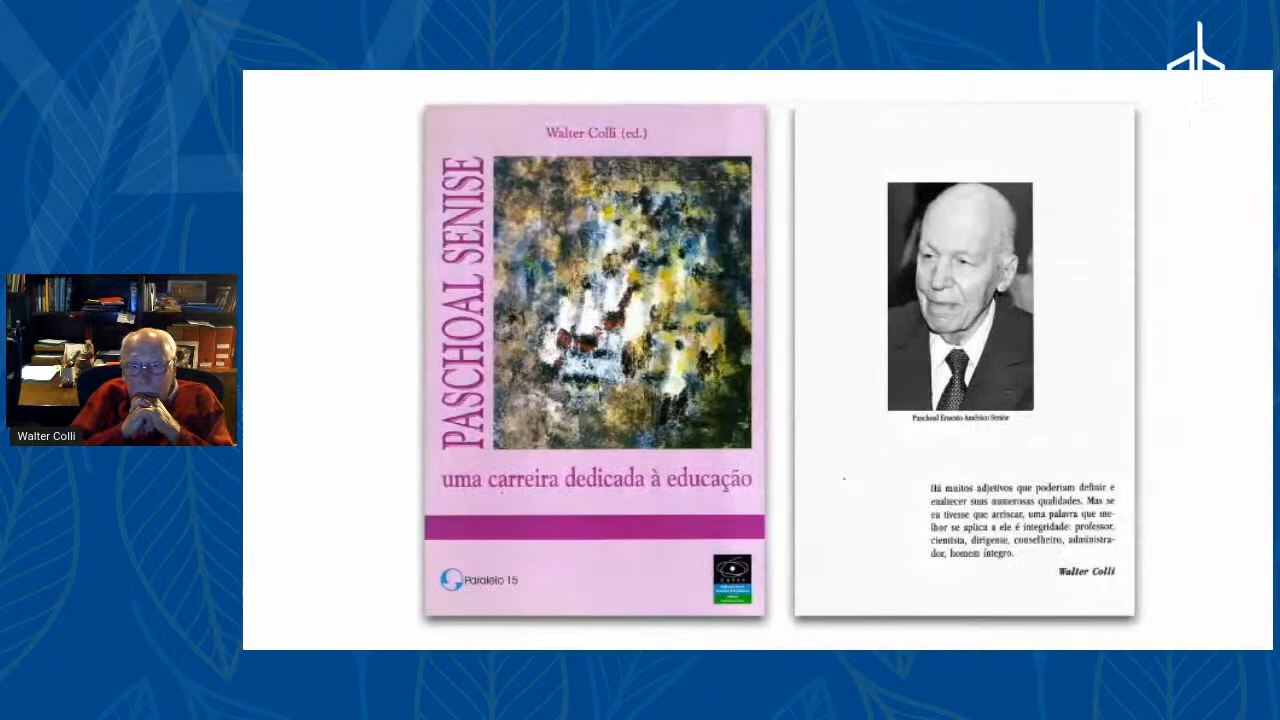 Walter Colli
Walter Colli (ed.)
PASCHOAL SENISE
uma carreira dedicada à educação
Paralelo 15
CAPES
Paschoal Ernesto Américo Senise
Há muitos adjetivos que poderiam definir e
enaltecer suas numerosas qualidades. Mas se
eu tivesse que arriscar, uma palavra que me-
lhor se aplica a ele é integridade: professor,
cientista, dirigente, conselheiro, administra-
dor, homem íntegro.
Walter Colli